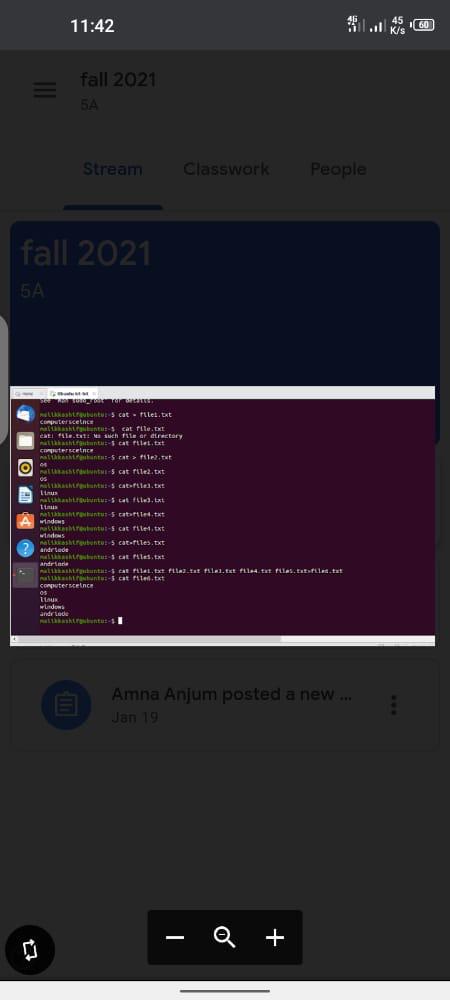 11:42
4G
45
K/s
60
fall 2021
5A
Stream
Classwork
People
fall 2021
5A
See "man sudo_root" for details.
malikkashif@ubuntu:~$ cat > file1.txt
computersceince
malikkashif@ubuntu:~$  cat file.txt
cat: file.txt: No such file or directory
malikkashif@ubuntu:~$ cat file1.txt
computersceince
malikkashif@ubuntu:~$ cat > file2.txt
os
malikkashif@ubuntu:~$ cat file2.txt
os
malikkashif@ubuntu:~$ cat>file3.txt
linux
malikkashif@ubuntu:~$ cat file3.txt
linux
malikkashif@ubuntu:~$ cat>file4.txt
windows
malikkashif@ubuntu:~$ cat file4.txt
windows
malikkashif@ubuntu:~$ cat>file5.txt
andriode
malikkashif@ubuntu:~$ cat file5.txt
andriode
malikkashif@ubuntu:~$ cat file1.txt file2.txt file3.txt file4.txt file5.txt>file6.txt
malikkashif@ubuntu:~$ cat file6.txt
computersceince
os
linux
windows
andriode
malikkashif@ubuntu:~$
Amna Anjum posted a new ...
Jan 19